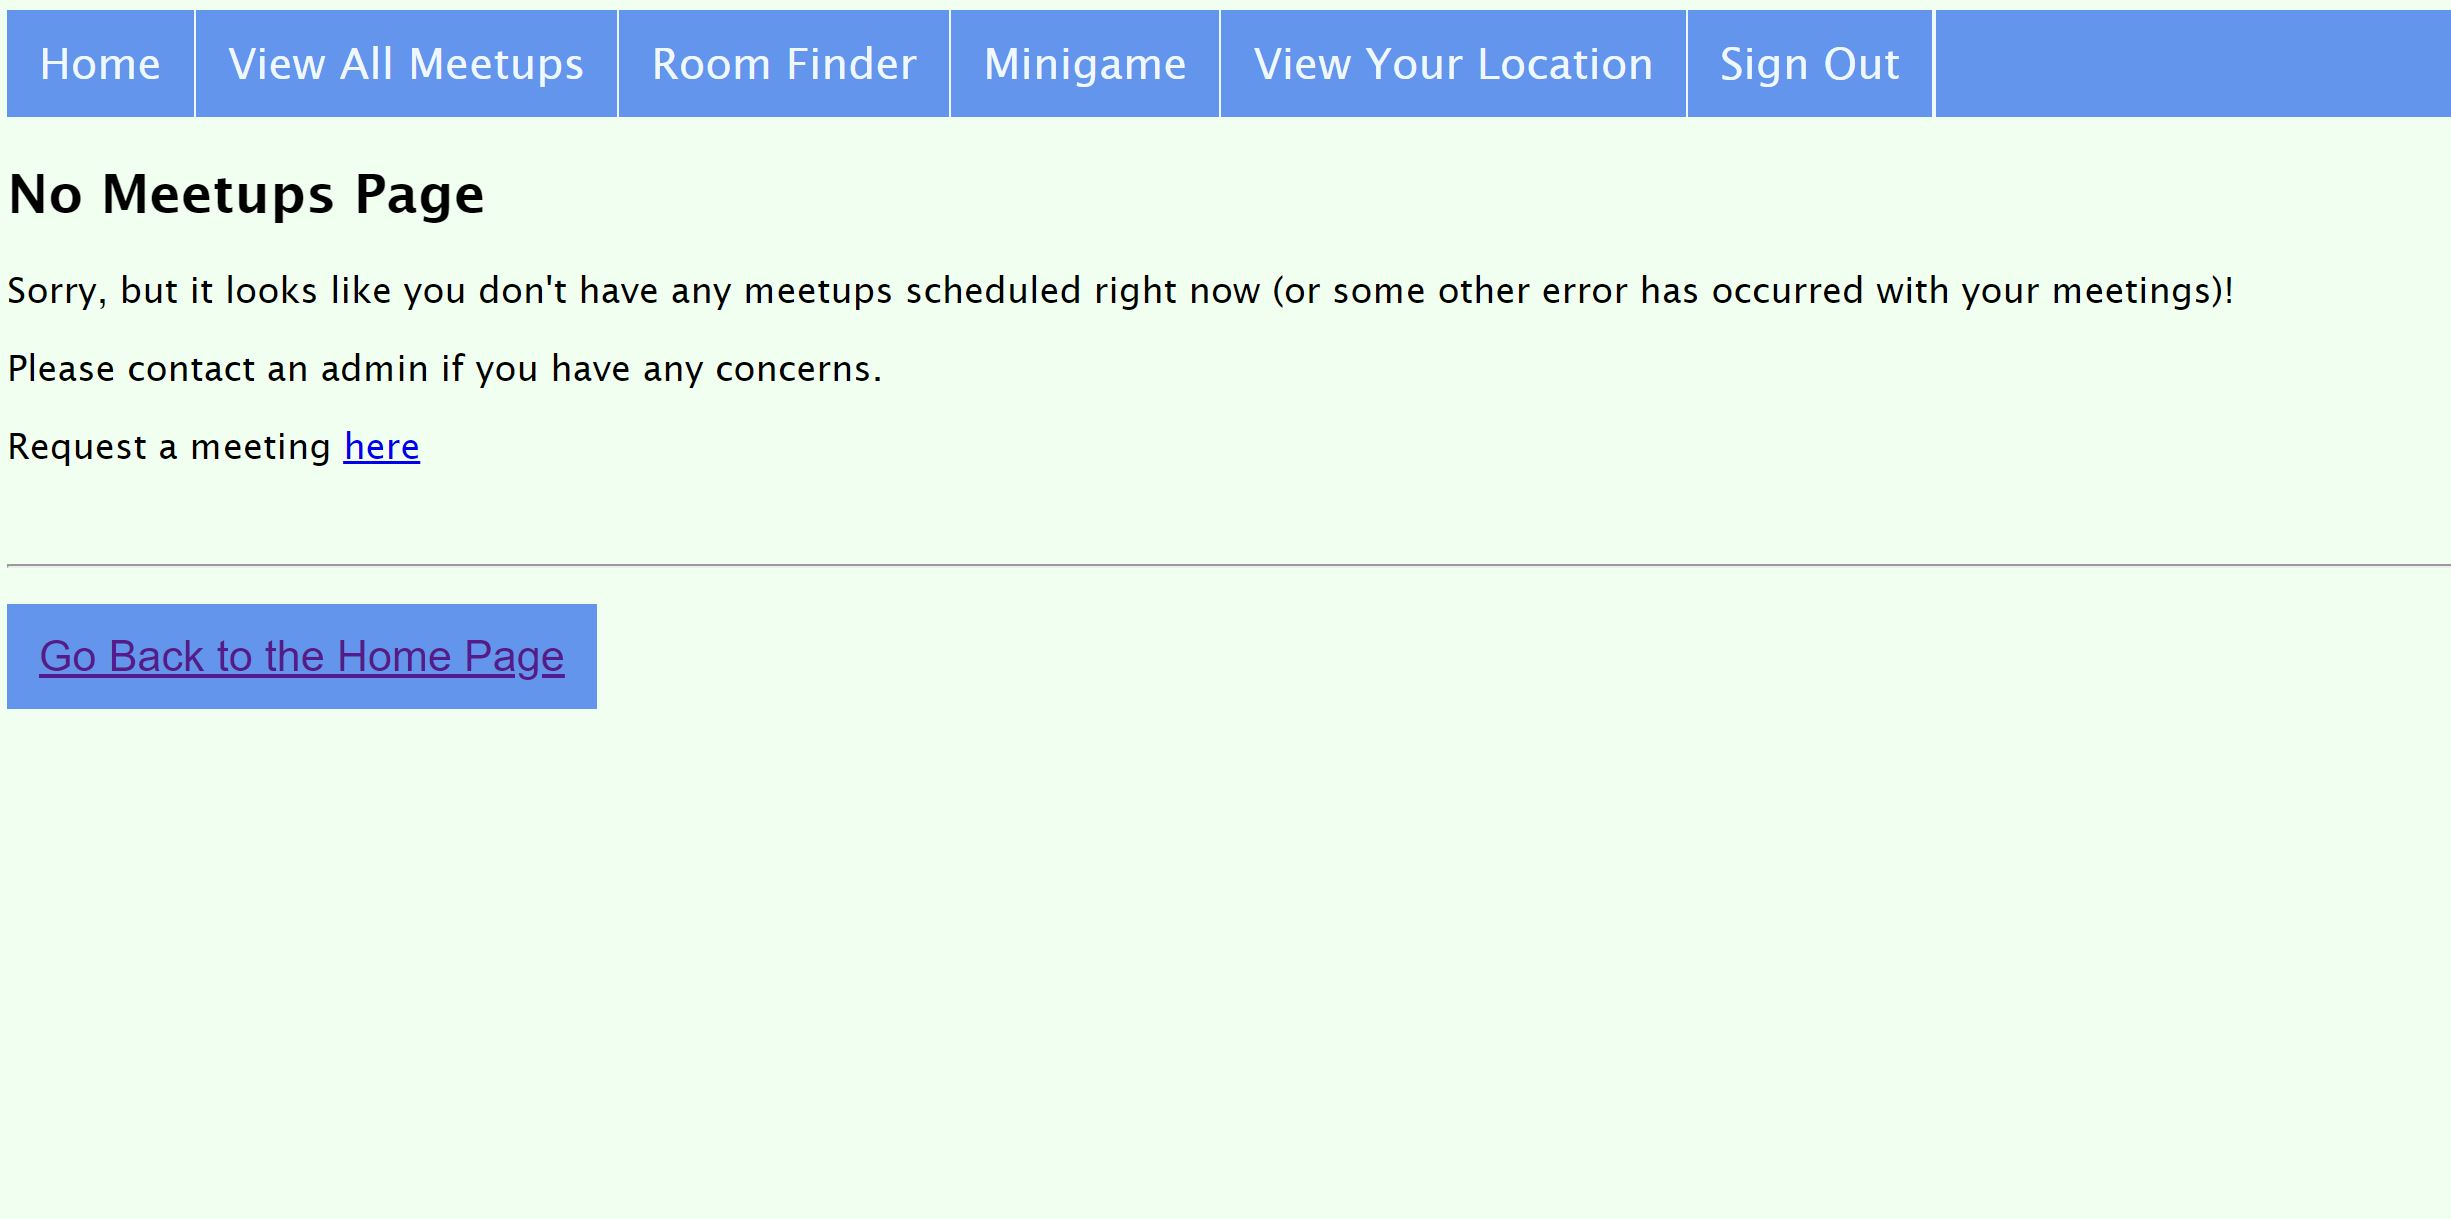 Home View All Meetups Room Finder Minigame View Your Location Sign Out
No Meetups Page
Sorry, but it looks like you don't have any meetups scheduled right now (or some other error has occurred with your meetings)!
Please contact an admin if you have any concerns.
Request a meeting here
Go Back to the Home Page